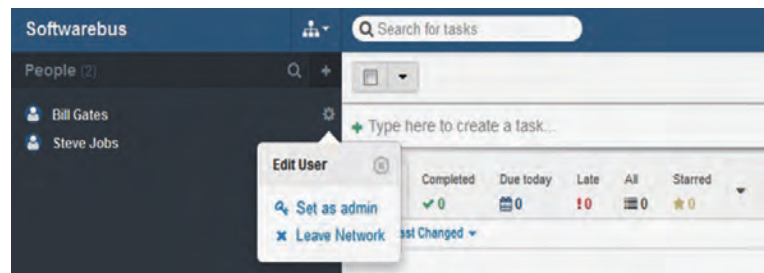 Softwarebus
Search for tasks
People (2)
Bill Gates
Steve Jobs
Type here to create a task...
Edit User
Set as admin
Leave Network
Completed Due today Late All Starred
0 0 !0 0 0
Changed